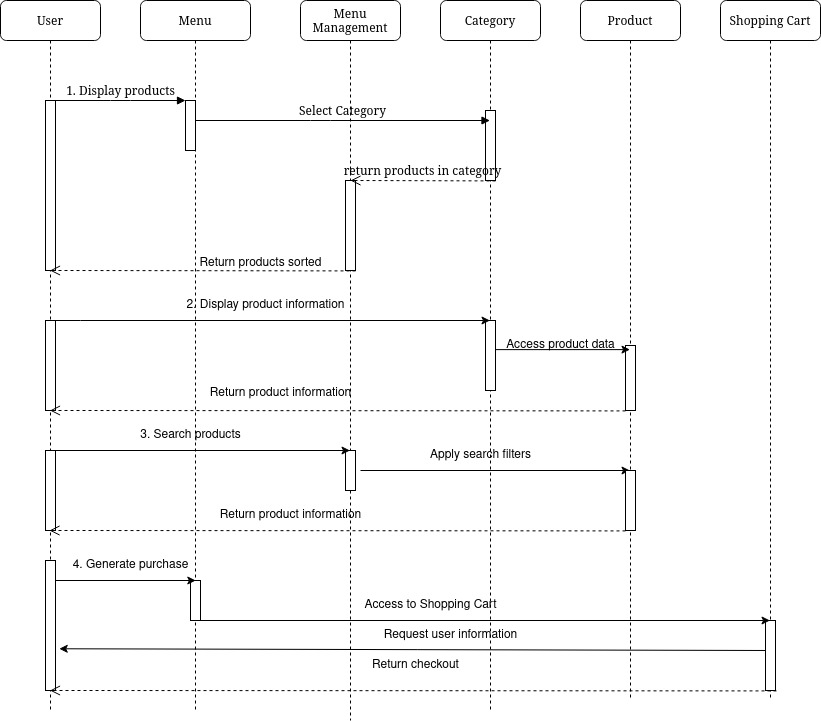 User
Menu
Menu
Management
Category
Product
Shopping Cart
1. Display products
Select Category
return products in category
Return products sorted
2. Display product information
Access product data
Return product information
3. Search products
Apply search filters
Return product information
4. Generate purchase
Access to Shopping Cart
Request user information
Return checkout